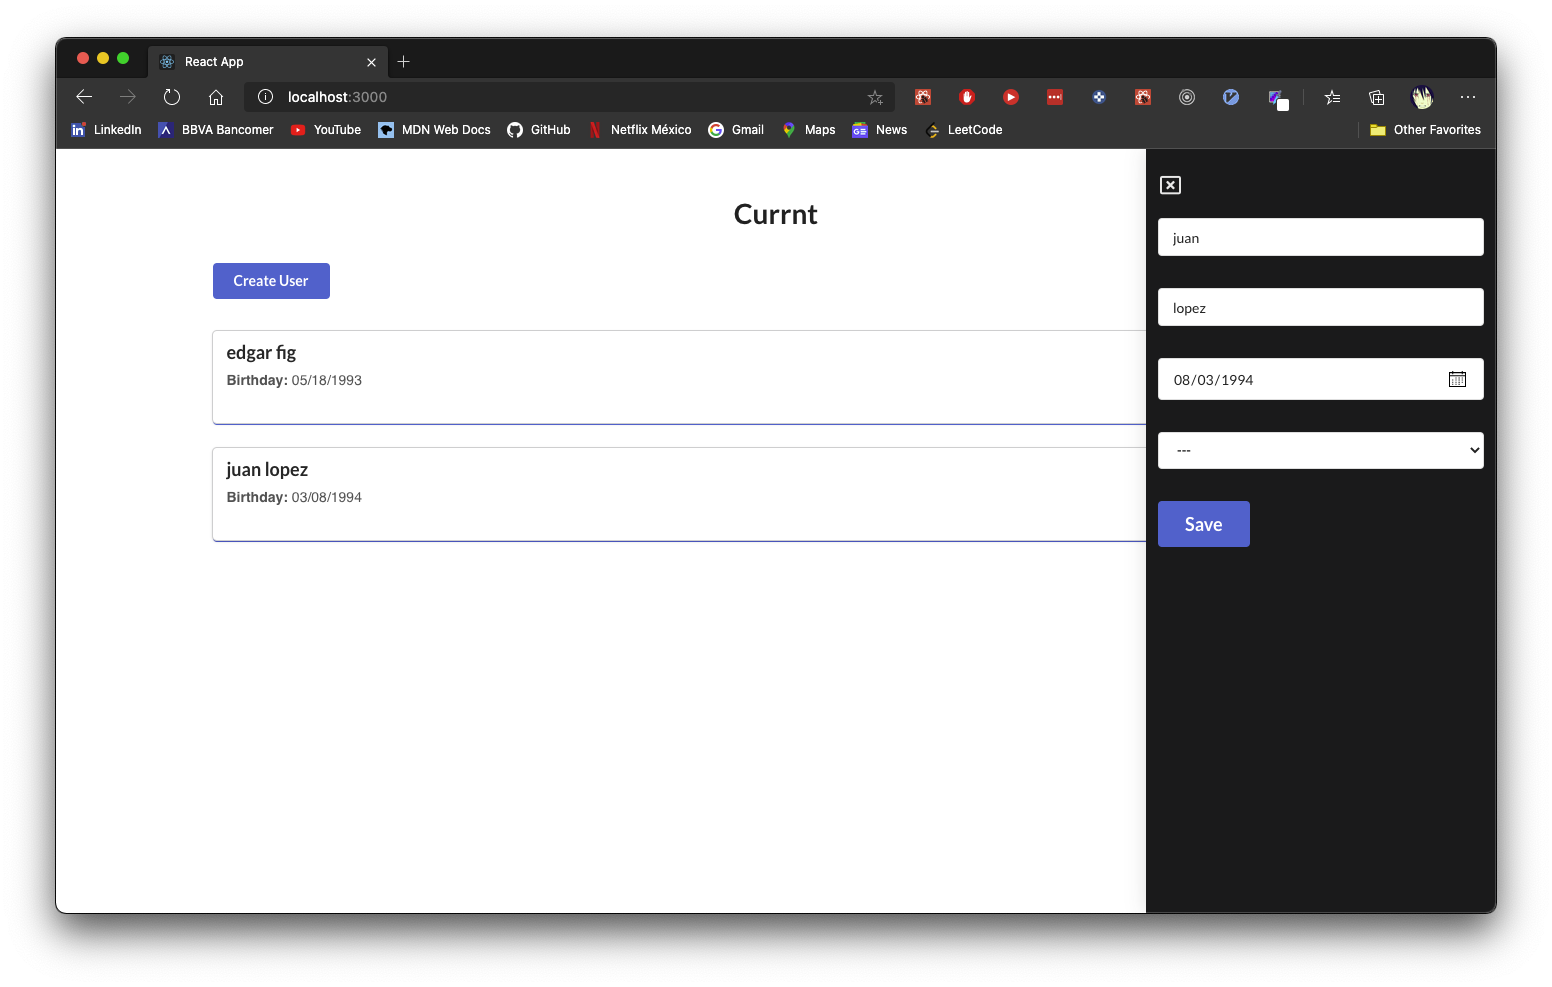 React App
localhost:3000
LinkedIn BBVA Bancomer YouTube MDN Web Docs GitHub Netflix México Gmail Maps News LeetCode Other Favorites
Currnt
Create User
edgar fig
Birthday: 05/18/1993
juan lopez
Birthday: 03/08/1994
juan
lopez
08/03/1994
---
Save